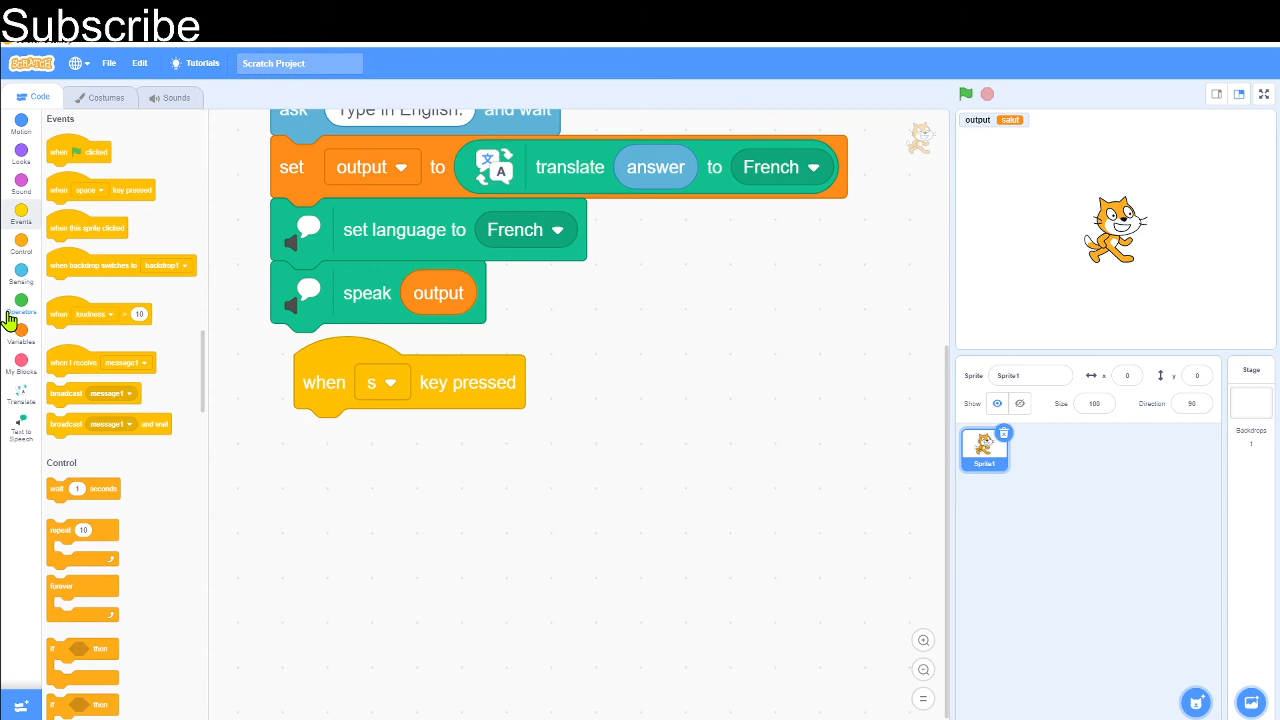 Subscribe
SCRATCH
File
Edit
Tutorials
Scratch Project
Code
Costumes
Sounds
Motion
Looks
Sound
Events
Control
Sensing
Operators
Variables
My Blocks
Translate
Text to
Speech
Events
when clicked
when space key pressed
when this sprite clicked
when backdrop switches to backdrop1
when loudness > 10
when I receive message1
broadcast message1
broadcast message1 and wait
Control
wait 1 seconds
repeat 10
forever
if then
if then
ask Type in English. and wait
set output to translate answer to French
set language to French
speak output
when s key pressed
output salut
Sprite Sprite1 x 0 y 0
Show Size 100 Direction 90
Sprite1
Stage
Backdrops
1